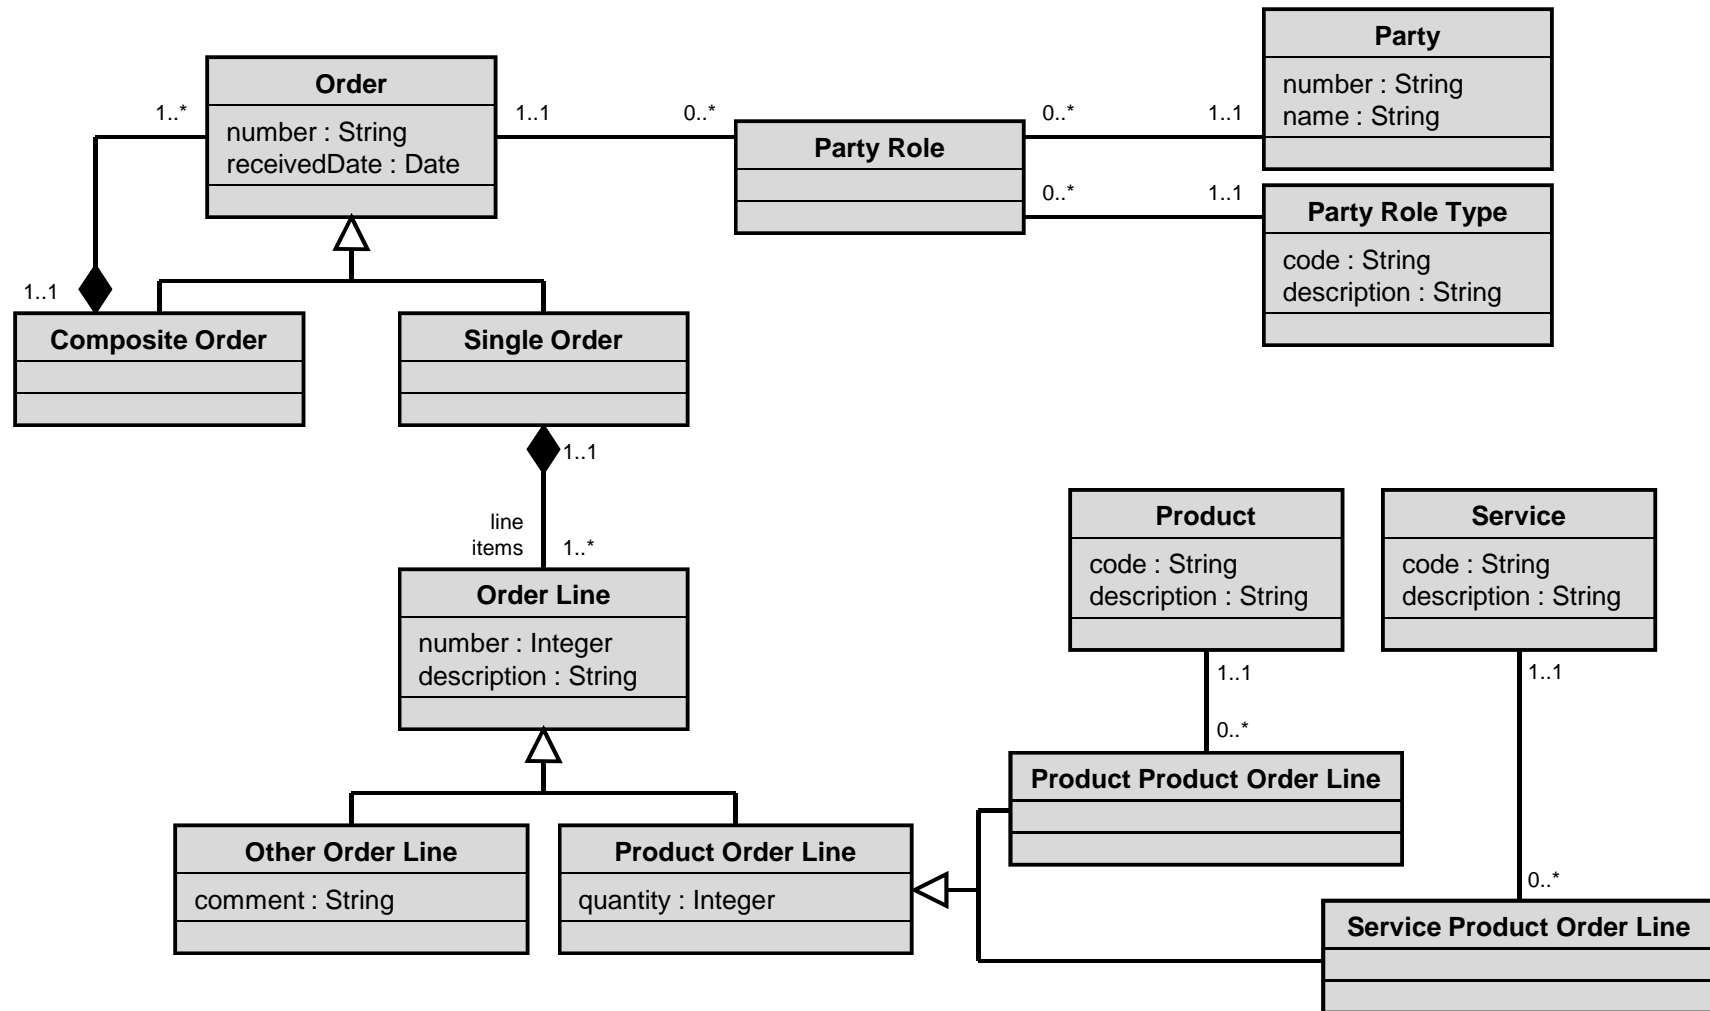 Party
number : String
name : String
Order
number : String
receivedDate : Date
1..*
1..1
0..*
0..*
1..1
Party Role
0..*
1..1
Party Role Type
code : String
description : String
1..1
Composite Order
Single Order
1..1
line
items
1..*
Order Line
number : Integer
description : String
Product
code : String
description : String
Service
code : String
description : String
1..1
1..1
0..*
Product Product Order Line
Other Order Line
comment : String
Product Order Line
quantity : Integer
0..*
Service Product Order Line